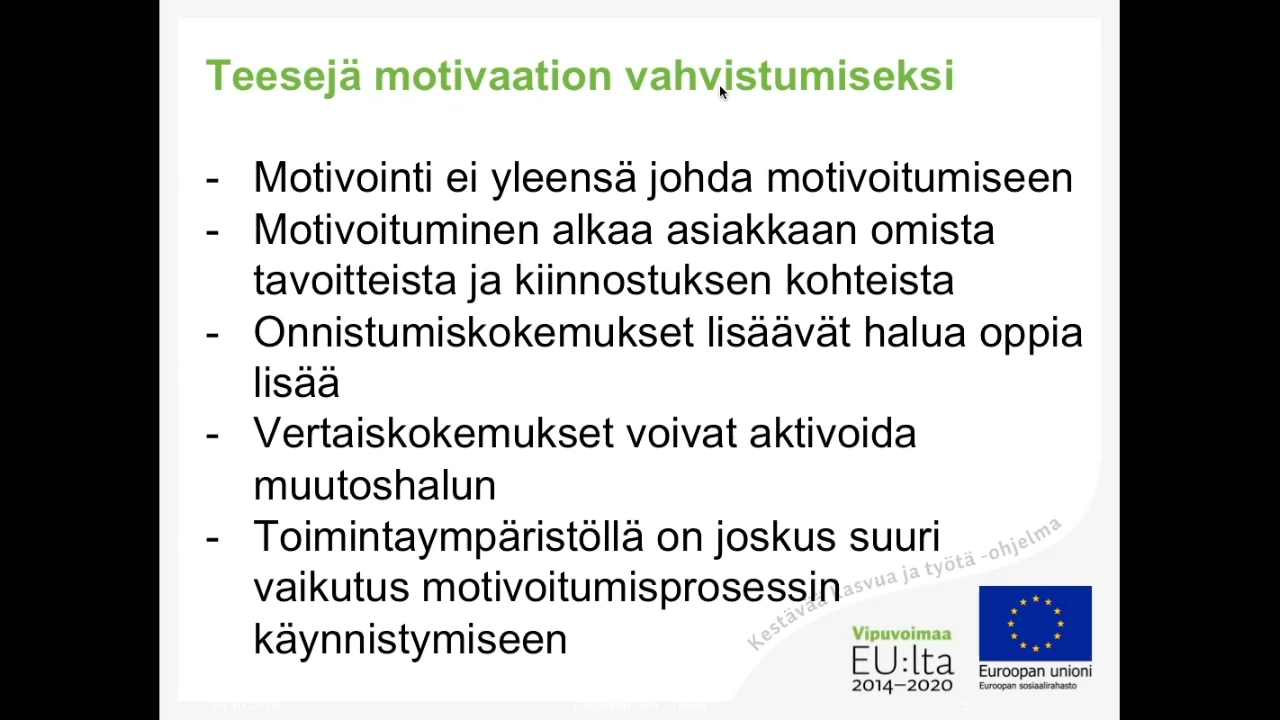 Teesejä motivaation vahvistumiseksi
- Motivointi ei yleensä johda motivoitumiseen
- Motivoituminen alkaa asiakkaan omista
tavoitteista ja kiinnostuksen kohteista
- Onnistumiskokemukset lisäävät halua oppia
lisää
- Vertaiskokemukset voivat aktivoida
muutoshalun
- Toimintaympäristöllä on joskus suuri
vaikutus motivoitumisprosessin
käynnistymiseen
Kestävää kasvua ja työtä -ohjelma
Vipuvoimaa
EU:lta
2014–2020
Euroopan unioni
Euroopan sosiaalirahasto